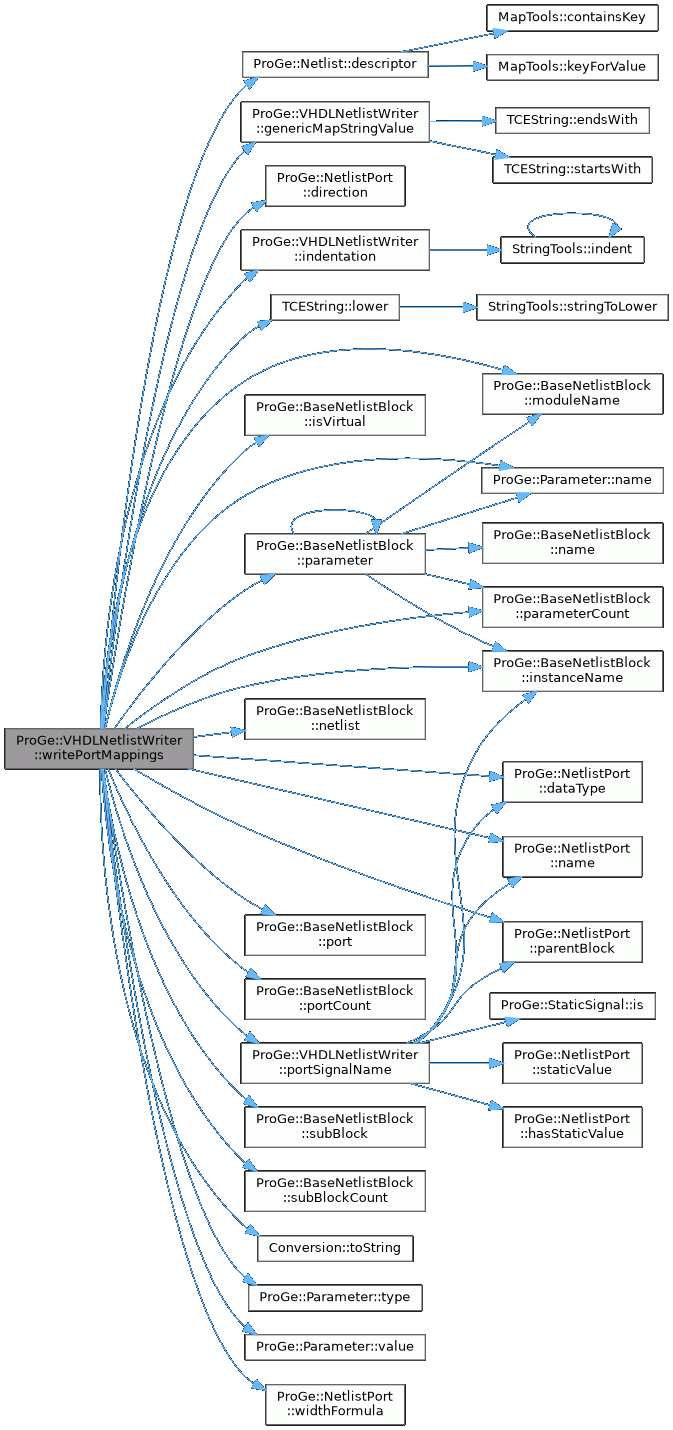 MapTools::containsKey
ProGe::Netlist::descriptor
MapTools::keyForValue
ProGe::VHDLNetlistWriter
::genericMapStringValue
TCEString::endsWith
TCEString::startsWith
ProGe::NetlistPort
::direction
ProGe::VHDLNetlistWriter
::indentation
StringTools::indent
TCEString::lower
StringTools::stringToLower
ProGe::BaseNetlistBlock
::moduleName
ProGe::BaseNetlistBlock
::isVirtual
ProGe::Parameter::name
ProGe::BaseNetlistBlock
::parameter
ProGe::BaseNetlistBlock
::name
ProGe::BaseNetlistBlock
::parameterCount
ProGe::BaseNetlistBlock
::instanceName
ProGe::BaseNetlistBlock
::netlist
ProGe::VHDLNetlistWriter
::writePortMappings
ProGe::NetlistPort
::dataType
ProGe::NetlistPort
::name
ProGe::BaseNetlistBlock
::port
ProGe::NetlistPort
::parentBlock
ProGe::BaseNetlistBlock
::portCount
ProGe::StaticSignal::is
ProGe::VHDLNetlistWriter
::portSignalName
ProGe::NetlistPort
::staticValue
ProGe::BaseNetlistBlock
::subBlock
ProGe::NetlistPort
::hasStaticValue
ProGe::BaseNetlistBlock
::subBlockCount
Conversion::toString
ProGe::Parameter::type
ProGe::Parameter::value
ProGe::NetlistPort
::widthFormula